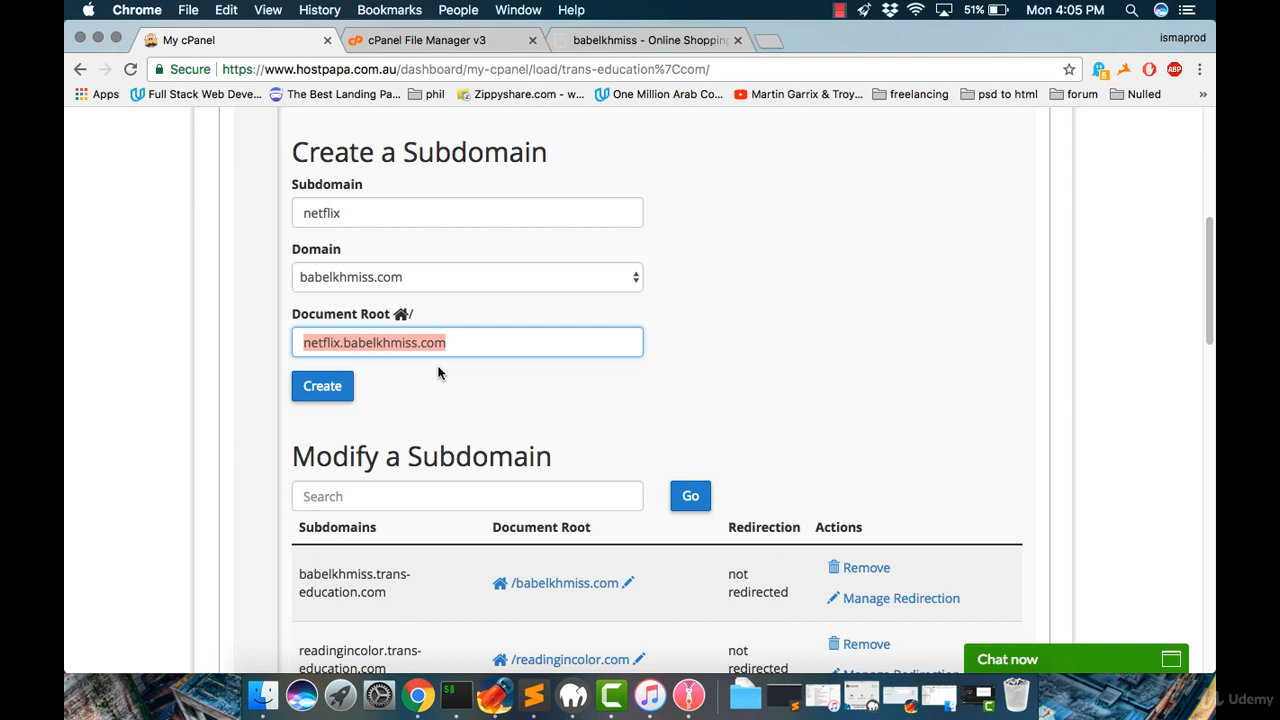 Chrome File Edit View History Bookmarks People Window Help 51% Mon 4:05 PM
My cPanel cPanel File Manager v3 babelkhmiss - Online Shopping ismaprod
Secure https://www.hostpapa.com.au/dashboard/my-cpanel/load/trans-education%7Ccom/ 6 ABP
Apps Full Stack Web Deve... The Best Landing Pa... phil Zippyshare.com - w... One Million Arab Co... Martin Garrix & Troy... freelancing psd to html forum Nulled »
Create a Subdomain
Subdomain
netflix
Domain
babelkhmiss.com
Document Root /
netflix.babelkhmiss.com
Create
Modify a Subdomain
Search Go
Subdomains Document Root Redirection Actions
babelkhmiss.trans-
education.com
/babelkhmiss.com
not
redirected
Remove
Manage Redirection
readingincolor.trans-
education.com
/readingincolor.com
not
redirected
Remove
Manage Redirection
Chat now
Udemy